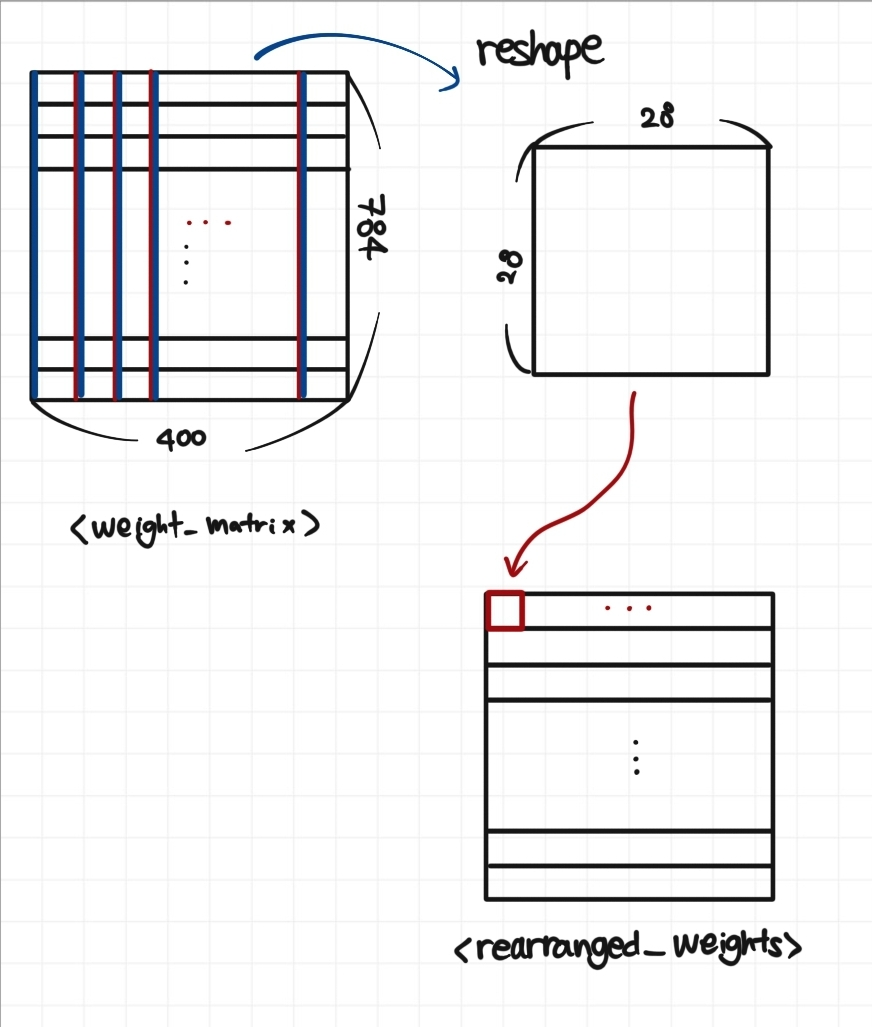 reshape
28
784
28
400
<weight_matrix>
<rearranged_weights>